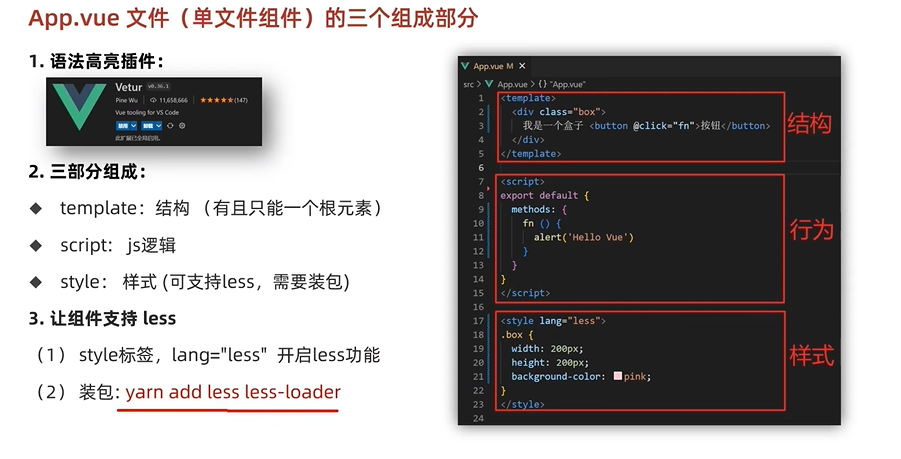 App.vue 文件（单文件组件）的三个组成部分
1. 语法高亮插件：
Vetur v0.36.1
Pine Wu 11,658,666 ★★★★★(147)
Vue tooling for VS Code
禁用 卸载
此扩展已全局启用。
2. 三部分组成：
◆ template：结构 （有且只能一个根元素）
◆ script： js逻辑
◆ style： 样式 (可支持less，需要装包)
3. 让组件支持 less
（1） style标签，lang="less" 开启less功能
（2） 装包: yarn add less less-loader
App.vue M ×
src > App.vue > {} "App.vue"
1 <template>
2 <div class="box">
3 我是一个盒子 <button @click="fn">按钮</button>
4 </div>
5 </template>
6
7 <script>
8 export default {
9 methods: {
10 fn () {
11 alert('Hello Vue')
12 }
13 }
14 }
15 </script>
16
17 <style lang="less">
18 .box {
19 width: 200px;
20 height: 200px;
21 background-color: pink;
22 }
23 </style>
24
结构
行为
样式